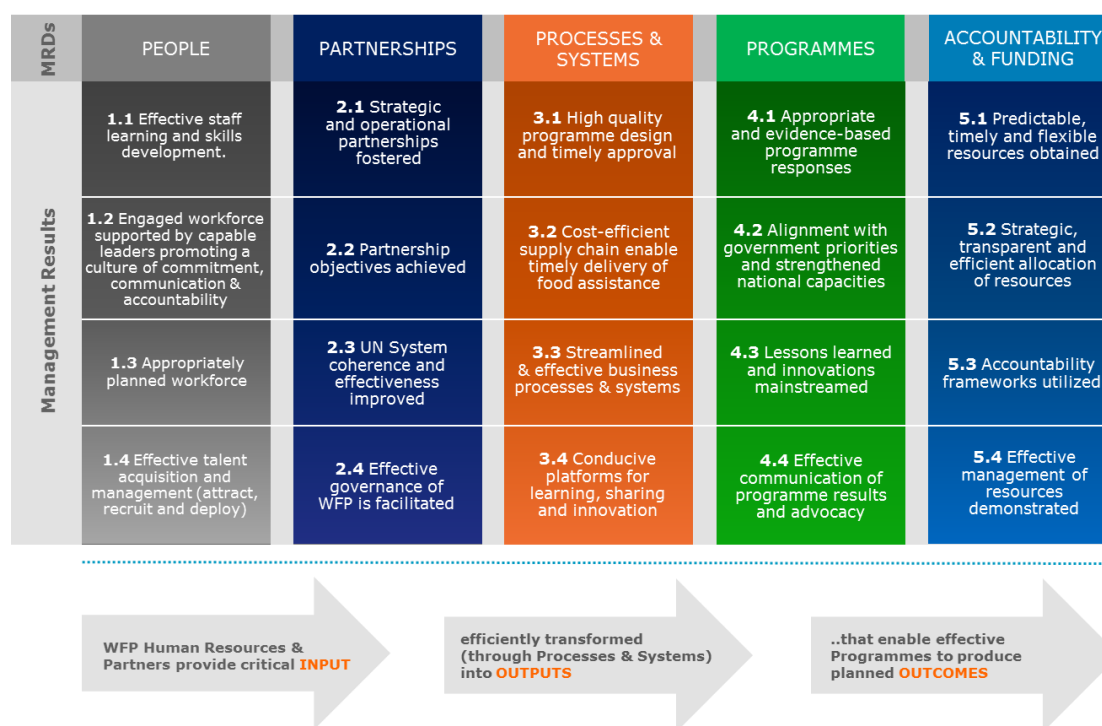 MRDs
PEOPLE
PARTNERSHIPS
PROCESSES &
SYSTEMS
PROGRAMMES
ACCOUNTABILITY
& FUNDING
Management Results
1.1 Effective staff
learning and skills
development.
2.1 Strategic
and operational
partnerships
fostered
3.1 High quality
programme design
and timely approval
4.1 Appropriate
and evidence-based
programme
responses
5.1 Predictable,
timely and flexible
resources obtained
1.2 Engaged workforce
supported by capable
leaders promoting a
culture of commitment,
communication &
accountability
2.2 Partnership
objectives achieved
3.2 Cost-efficient
supply chain enable
timely delivery of
food assistance
4.2 Alignment with
government priorities
and strengthened
national capacities
5.2 Strategic,
transparent and
efficient allocation
of resources
1.3 Appropriately
planned workforce
2.3 UN System
coherence and
effectiveness
improved
3.3 Streamlined
& effective business
processes & systems
4.3 Lessons learned
and innovations
mainstreamed
5.3 Accountability
frameworks utilized
1.4 Effective talent
acquisition and
management (attract,
recruit and deploy)
2.4 Effective
governance of
WFP is facilitated
3.4 Conducive
platforms for
learning, sharing
and innovation
4.4 Effective
communication of
programme results
and advocacy
5.4 Effective
management of
resources
demonstrated
WFP Human Resources &
Partners provide critical INPUT
efficiently transformed
(through Processes & Systems)
into OUTPUTS
..that enable effective
Programmes to produce
planned OUTCOMES